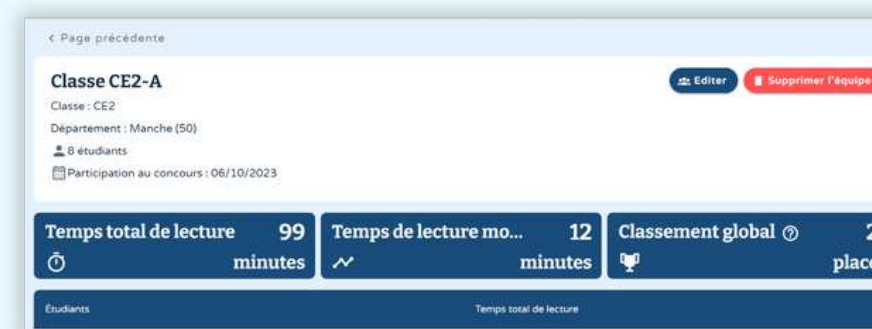 < Page précédente
Classe CE2-A
Editer
Supprimer l'équipe
Classe : CE2
Département : Manche (50)
8 étudiants
Participation au concours : 06/10/2023
Temps total de lecture 99
minutes
Temps de lecture mo... 12
minutes
Classement global
Étudiants
Temps total de lecture